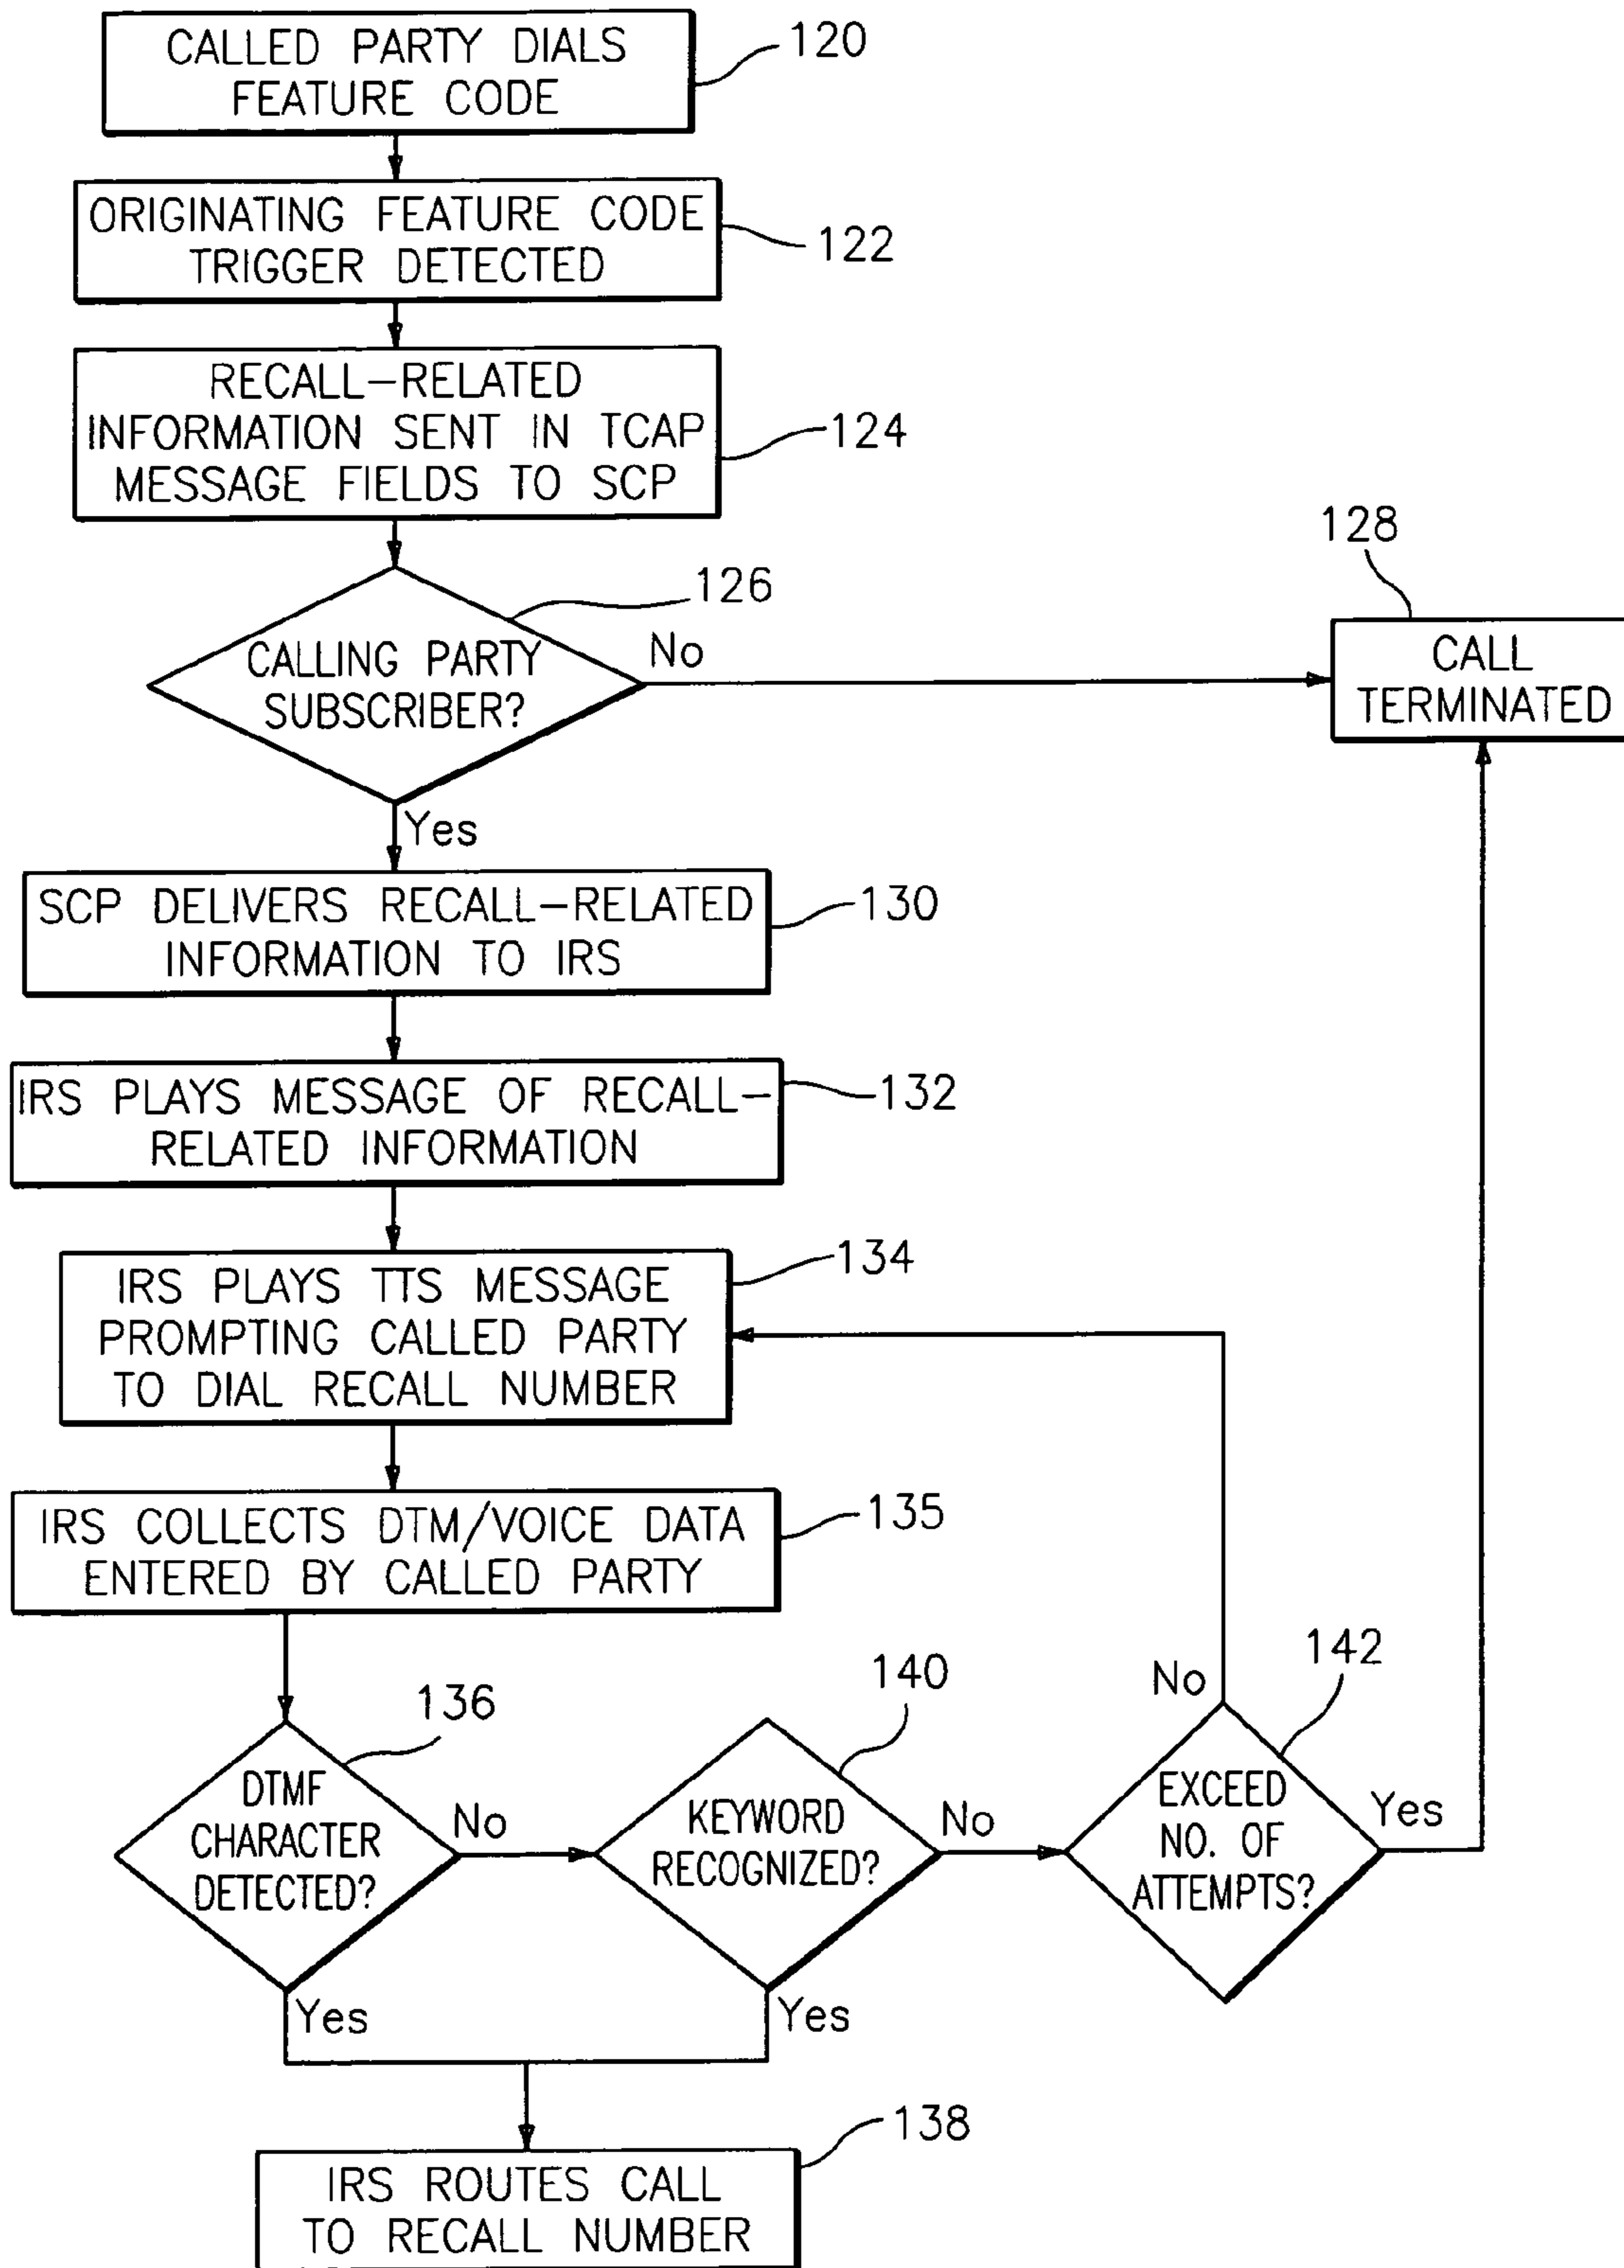 CALLED PARTY DIALS
FEATURE CODE
120
ORIGINATING FEATURE CODE
TRIGGER DETECTED
122
RECALL-RELATED
INFORMATION SENT IN TCAP
MESSAGE FIELDS TO SCP
124
126
CALLING PARTY
SUBSCRIBER?
No
128
CALL
TERMINATED
Yes
SCP DELIVERS RECALL-RELATED
INFORMATION TO IRS
130
IRS PLAYS MESSAGE OF RECALL-
RELATED INFORMATION
132
IRS PLAYS TTS MESSAGE
PROMPTING CALLED PARTY
TO DIAL RECALL NUMBER
134
IRS COLLECTS DTM/VOICE DATA
ENTERED BY CALLED PARTY
135
136
DTMF
CHARACTER
DETECTED?
No
Yes
140
KEYWORD
RECOGNIZED?
No
Yes
142
No
EXCEED
NO. OF
ATTEMPTS?
Yes
138
IRS ROUTES CALL
TO RECALL NUMBER